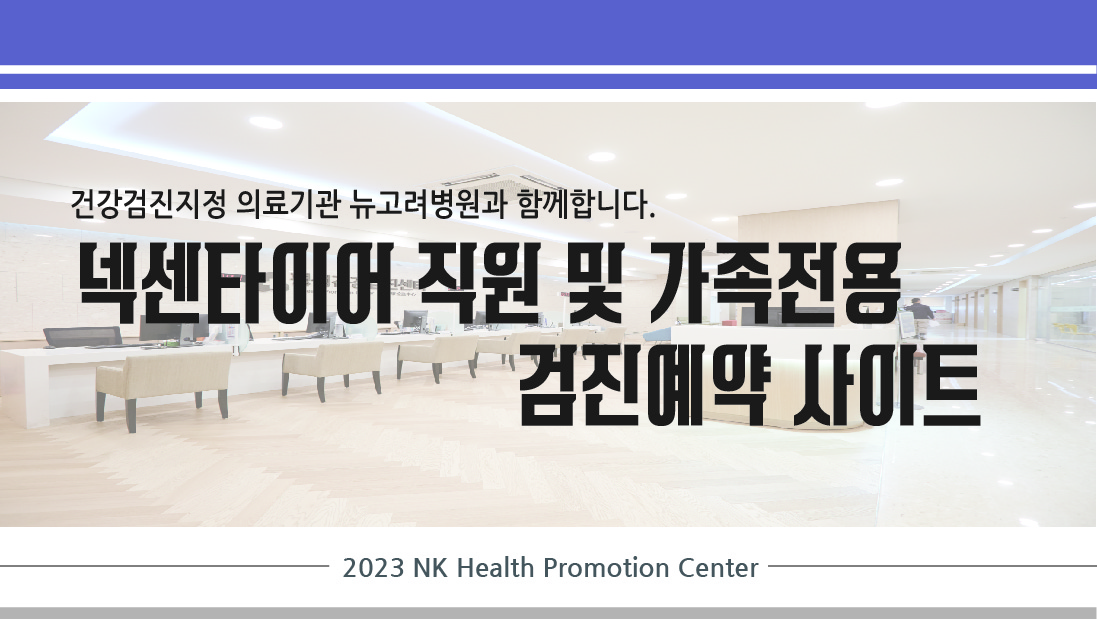 건강검진지정 의료기관 뉴고려병원과 함께합니다.
넥센타이어 직원 및 가족전용
검진예약 사이트
2023 NK Health Promotion Center